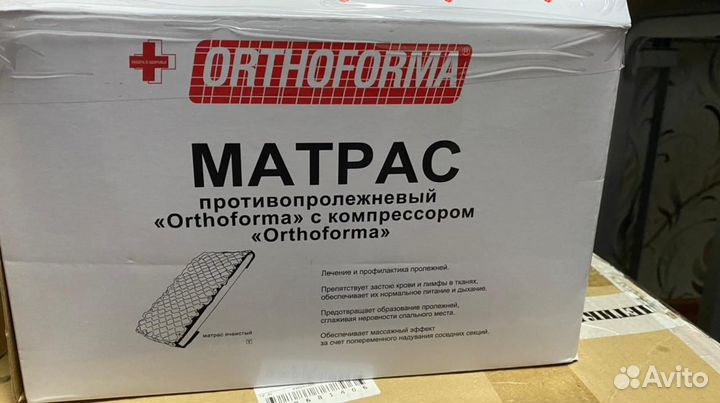 ORTHOFORMA®
МАТРАС
противопролежневый
«Orthoforma» с компрессором
«Orthoforma»
Лечение и профилактика пролежней.
Препятствует застою крови и лимфы в тканях,
обеспечивает их нормальное питание и дыхание.
Предотвращает образование пролежней,
сглаживая неровности спального места.
Обеспечивает массажный эффект
за счет попеременного надувания соседних секций.
матрас ячеистый
Avito